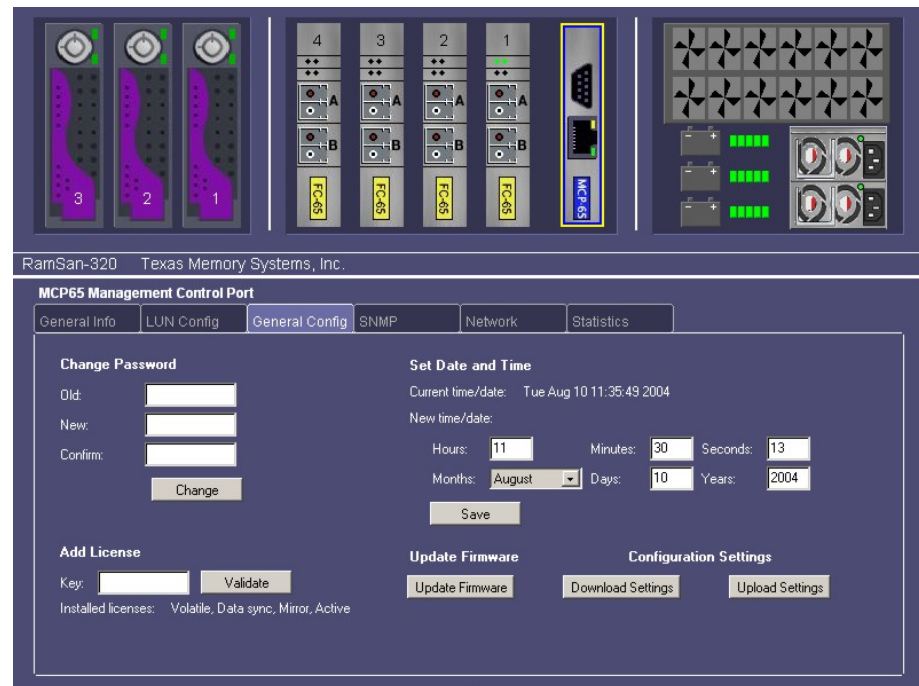 4 3 2 1
A A A A
B B B B
3 2 1
FC-65 FC-65 FC-65 FC-65 MCP-65
- +
- +
- +
RamSan-320 Texas Memory Systems, Inc.
MCP65 Management Control Port
General Info LUN Config General Config SNMP Network Statistics
Change Password
Old:
New:
Confirm:
Change
Set Date and Time
Current time/date: Tue Aug 10 11:35:49 2004
New time/date:
Hours: 11 Minutes: 30 Seconds: 13
Months: August Days: 10 Years: 2004
Save
Add License
Key: Validate
Installed licenses: Volatile, Data sync, Mirror, Active
Update Firmware
Update Firmware
Configuration Settings
Download Settings Upload Settings